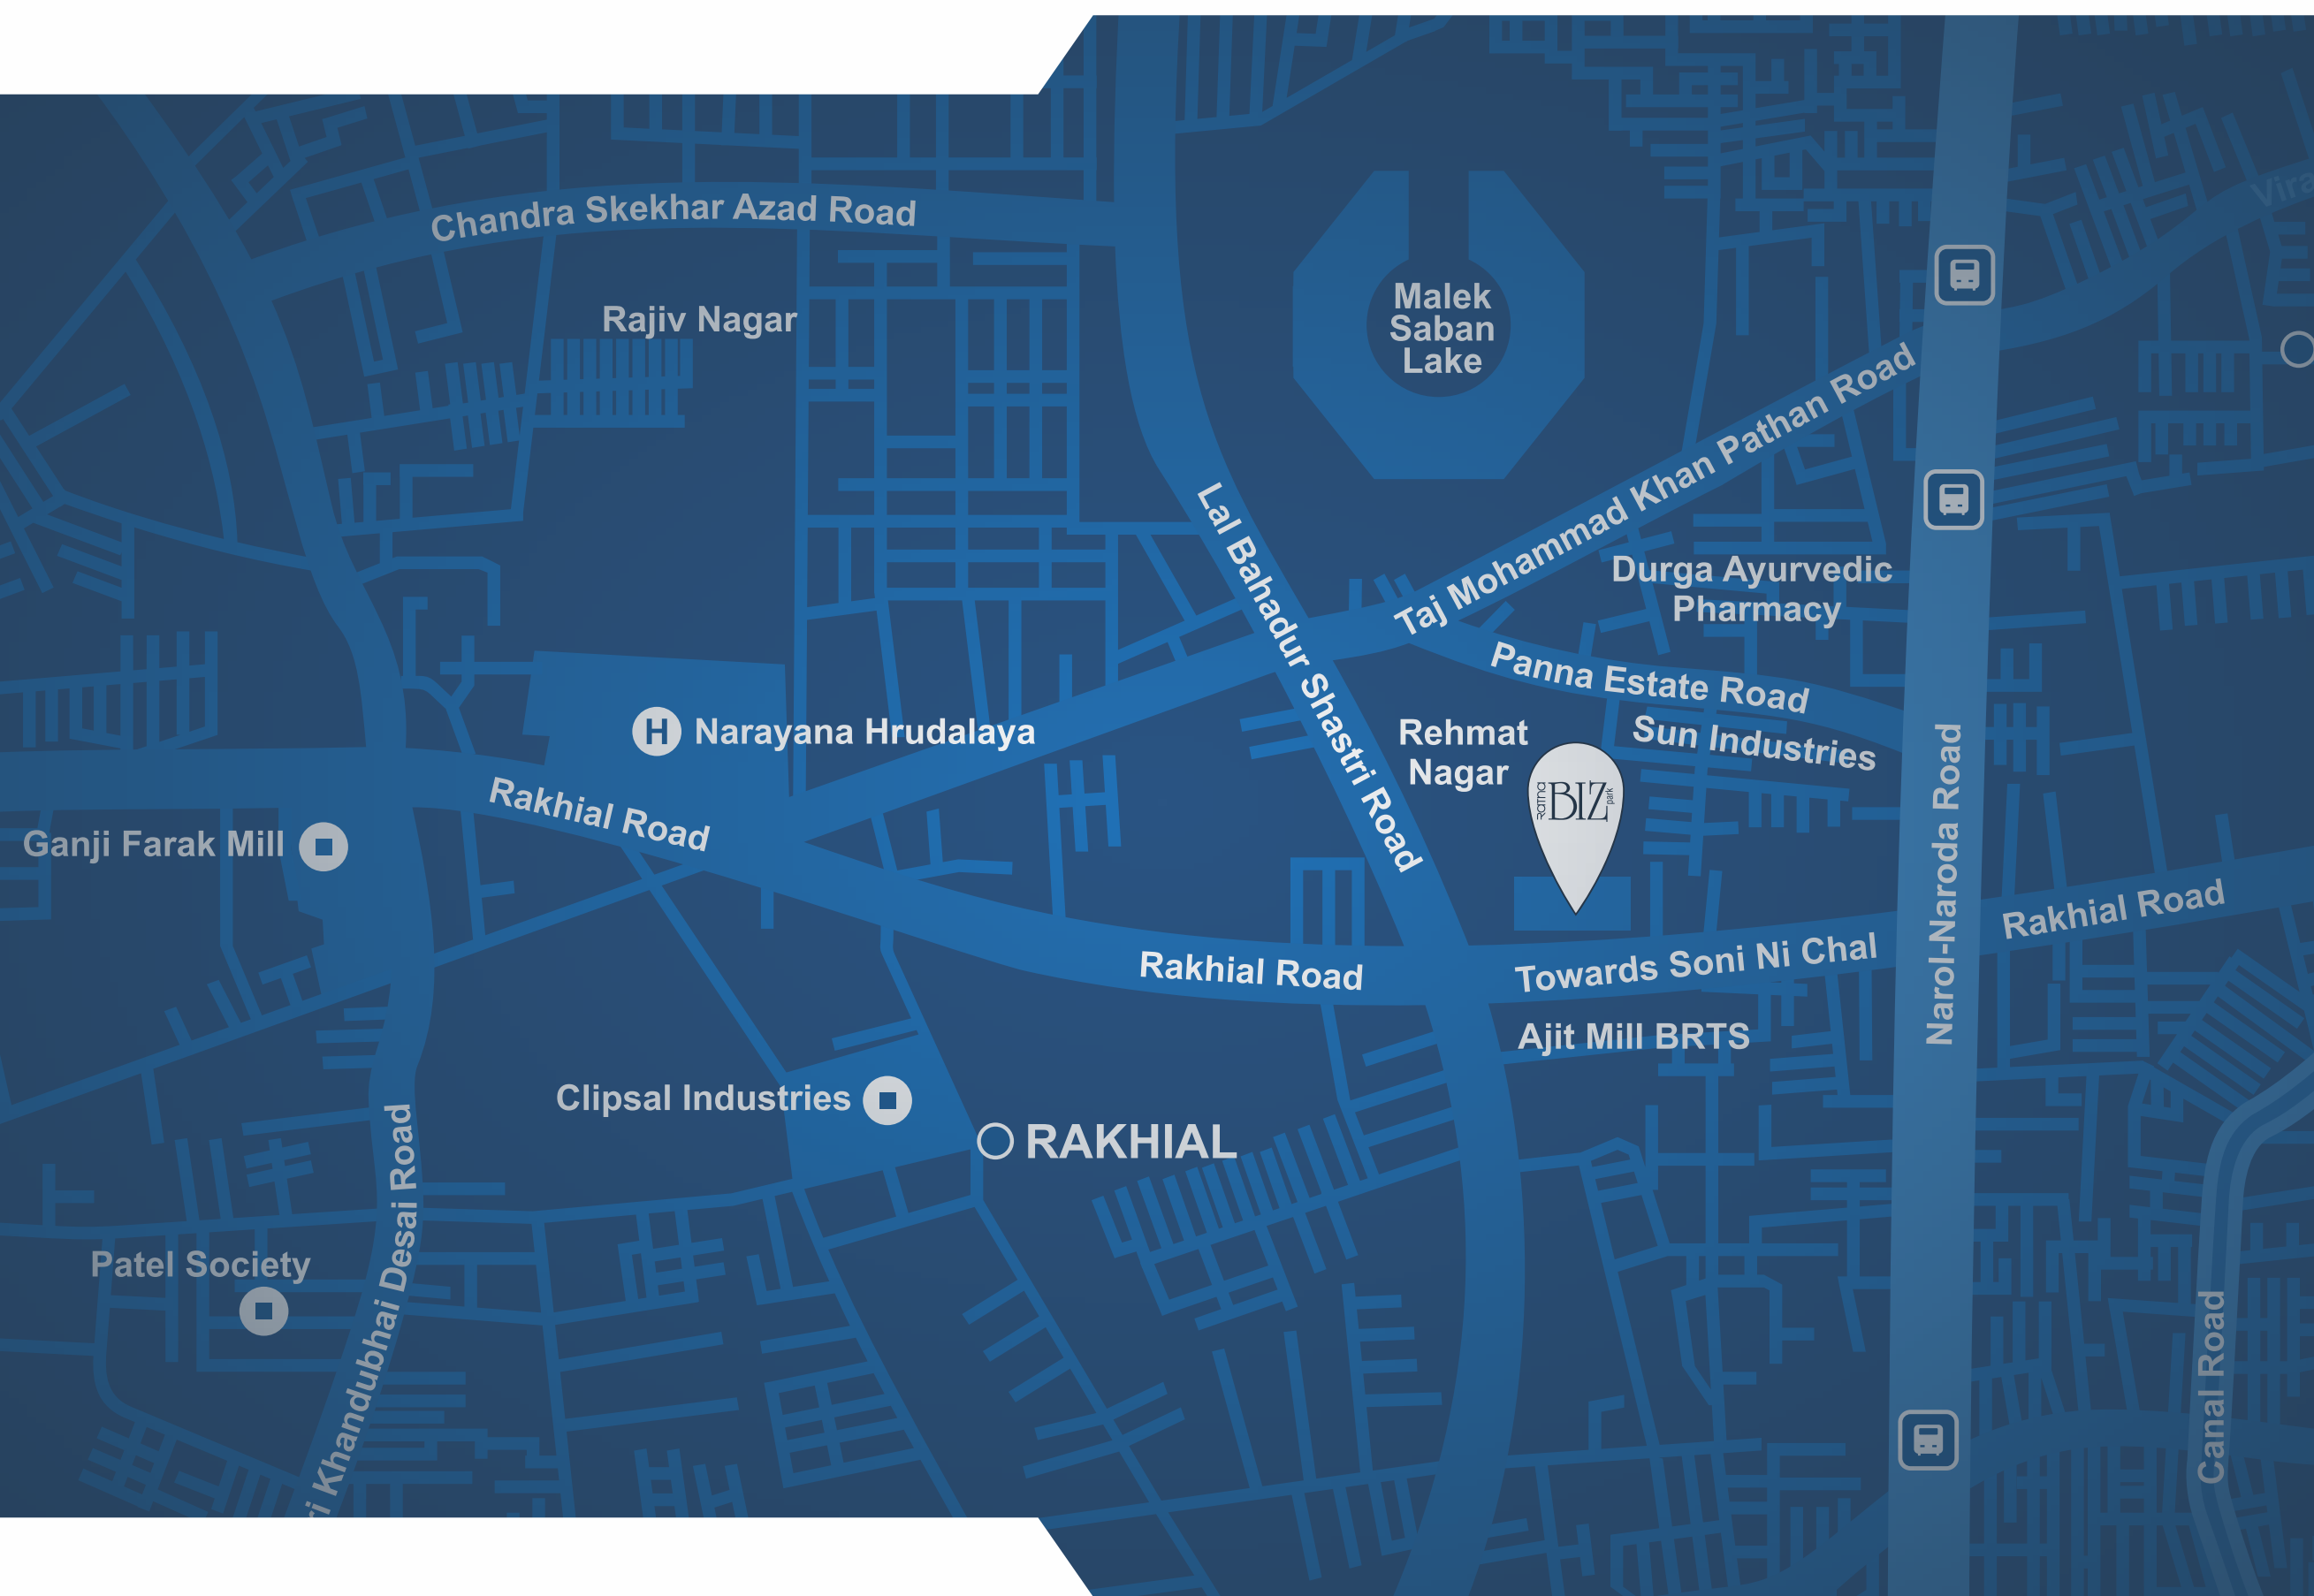 Chandra Skekhar Azad Road
Rajiv Nagar
Malek
Saban
Lake
Taj Mohammad Khan Pathan Road
Lal Bahadur Shastri Road
Durga Ayurvedic
Pharmacy
Panna Estate Road
Sun Industries
Rehmat
Nagar
H
Narayana Hrudalaya
Rakhial Road
Ganji Farak Mill
RATNA
BIZ
park
Narol-Naroda Road
Rakhial Road
Rakhial Road
Towards Soni Ni Chal
Ajit Mill BRTS
Clipsal Industries
RAKHIAL
Patel Society
Khandubhai Desai Road
Canal Road